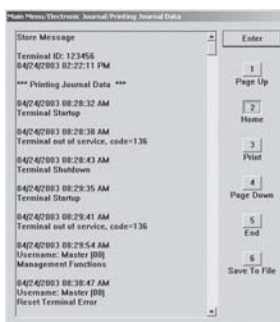 Main Menu/Electronic Journal/Printing Journal Data
Store Message
Terminal ID: 123456
04/24/2003 02:22:11 PM
*** Printing Journal Data ***
04/24/2003 08:28:32 AM
Terminal Startup
04/24/2003 08:28:38 AM
Terminal out of service, code=136
04/24/2003 08:28:43 AM
Terminal Shutdown
04/24/2003 08:29:35 AM
Terminal Startup
04/24/2003 08:29:41 AM
Terminal out of service, code=136
04/24/2003 08:29:54 AM
Username: Master [00]
Management Functions
04/24/2003 08:38:47 AM
Username: Master [00]
Reset Terminal Error
Enter
1
Page Up
2
Home
3
Print
4
Page Down
5
End
6
Save To File